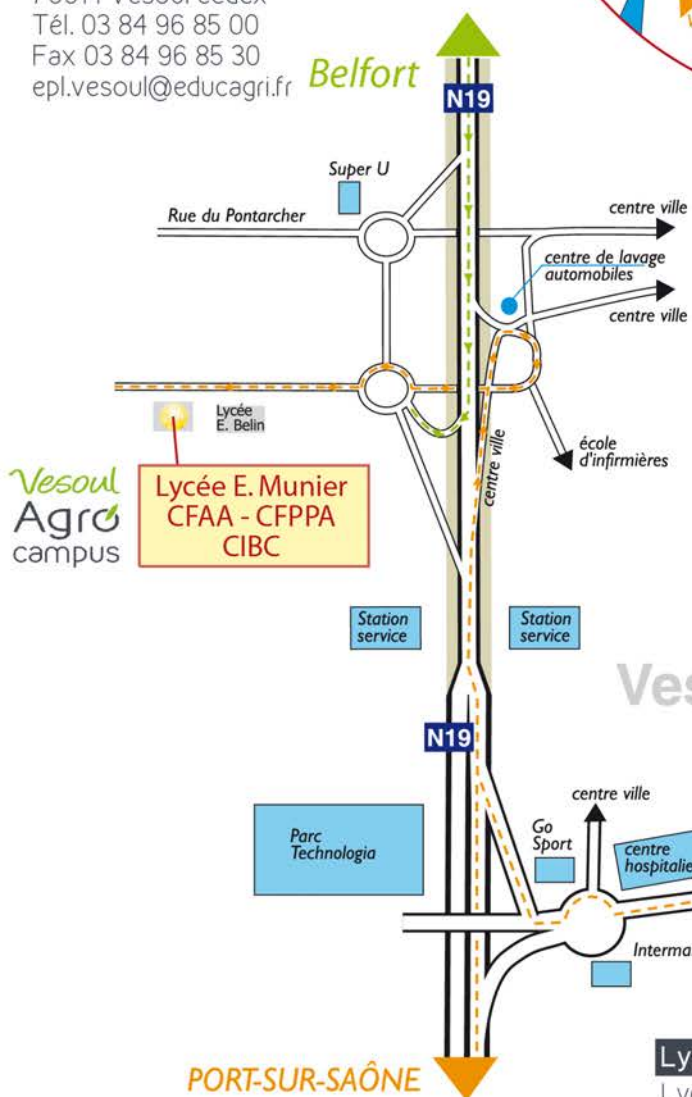 Tél. 03 84 96 85 00
Fax 03 84 96 85 30
epl.vesoul@educagri.fr
Belfort
N19
Super U
Rue du Pontarcher
centre ville
centre de lavage
automobiles
centre ville
Lycée
E. Belin
centre ville
école
d'infirmières
Vesoul
Agro
campus
Lycée E. Munier
CFAA - CFPPA
CIBC
Station
service
Station
service
N19
centre ville
Go
Sport
Parc
Technologia
centre
PORT-SUR-SAÔNE